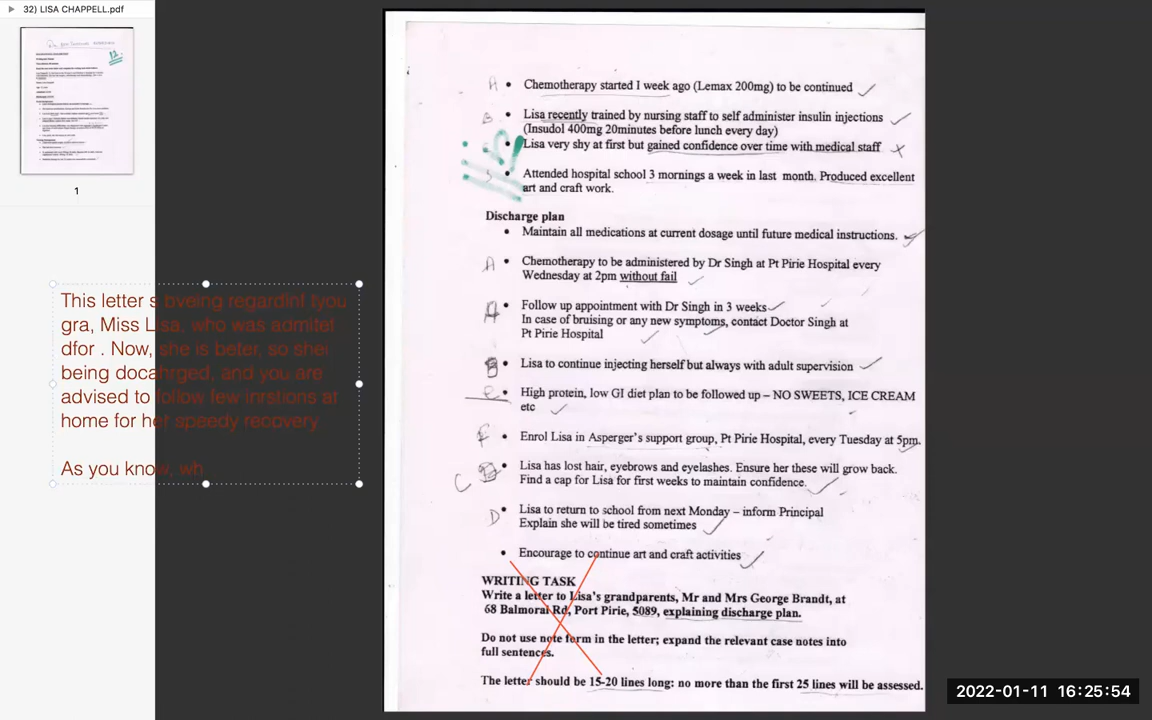 32) LISA CHAPPELL.pdf
1
This letter s bveing regardinf tyou
gra, Miss Lisa, who was admitet
dfor . Now, she is beter, so shei
being docahrged, and you are
advised to follow few inrstions at
home for her speedy recovery
As you know, wh
A • Chemotherapy started 1 week ago (Lemax 200mg) to be continued
B • Lisa recently trained by nursing staff to self administer insulin injections
(Insudol 400mg 20minutes before lunch every day)
• Lisa very shy at first but gained confidence over time with medical staff
• Attended hospital school 3 mornings a week in last month. Produced excellent
art and craft work.
Discharge plan
• Maintain all medications at current dosage until future medical instructions.
A • Chemotherapy to be administered by Dr Singh at Pt Pirie Hospital every
Wednesday at 2pm without fail
• Follow up appointment with Dr Singh in 3 weeks
In case of bruising or any new symptoms, contact Doctor Singh at
Pt Pirie Hospital
B • Lisa to continue injecting herself but always with adult supervision
• High protein, low GI diet plan to be followed up – NO SWEETS, ICE CREAM
etc
F • Enrol Lisa in Asperger's support group, Pt Pirie Hospital, every Tuesday at 5pm.
C • Lisa has lost hair, eyebrows and eyelashes. Ensure her these will grow back.
Find a cap for Lisa for first weeks to maintain confidence.
D • Lisa to return to school from next Monday – inform Principal
Explain she will be tired sometimes
• Encourage to continue art and craft activities
WRITING TASK
Write a letter to Lisa's grandparents, Mr and Mrs George Brandt, at
68 Balmoral Rd, Port Pirie, 5089, explaining discharge plan.
Do not use note form in the letter; expand the relevant case notes into
full sentences.
The letter should be 15-20 lines long: no more than the first 25 lines will be assessed.
2022-01-11 16:25:54